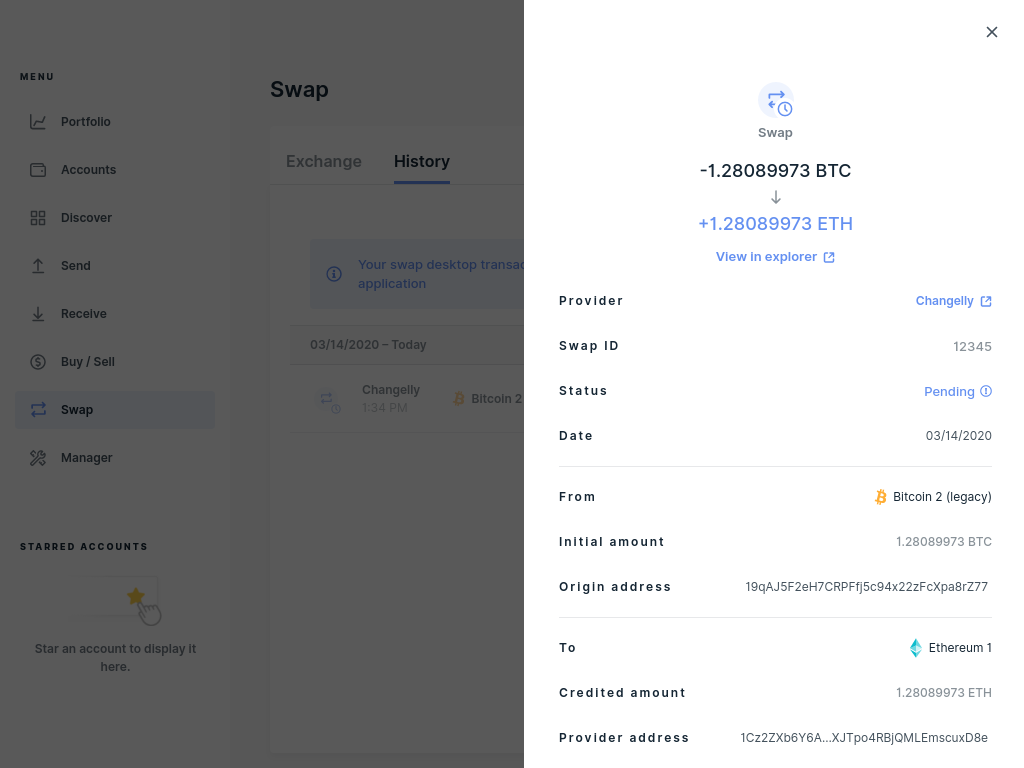 MENU
Portfolio
Accounts
Discover
Send
Receive
Buy / Sell
Swap
Manager
STARRED ACCOUNTS
Star an account to display it
here.
Swap
Exchange
History
Your swap desktop transac
application
03/14/2020 – Today
Changelly
1:34 PM
Bitcoin 2
Swap
-1.28089973 BTC
+1.28089973 ETH
View in explorer
Provider
Changelly
Swap ID
12345
Status
Pending
Date
03/14/2020
From
Bitcoin 2 (legacy)
Initial amount
1.28089973 BTC
Origin address
19qAJ5F2eH7CRPFfj5c94x22zFcXpa8rZ77
To
Ethereum 1
Credited amount
1.28089973 ETH
Provider address
1Cz2ZXb6Y6A...XJTpo4RBjQMLEmscuxD8e